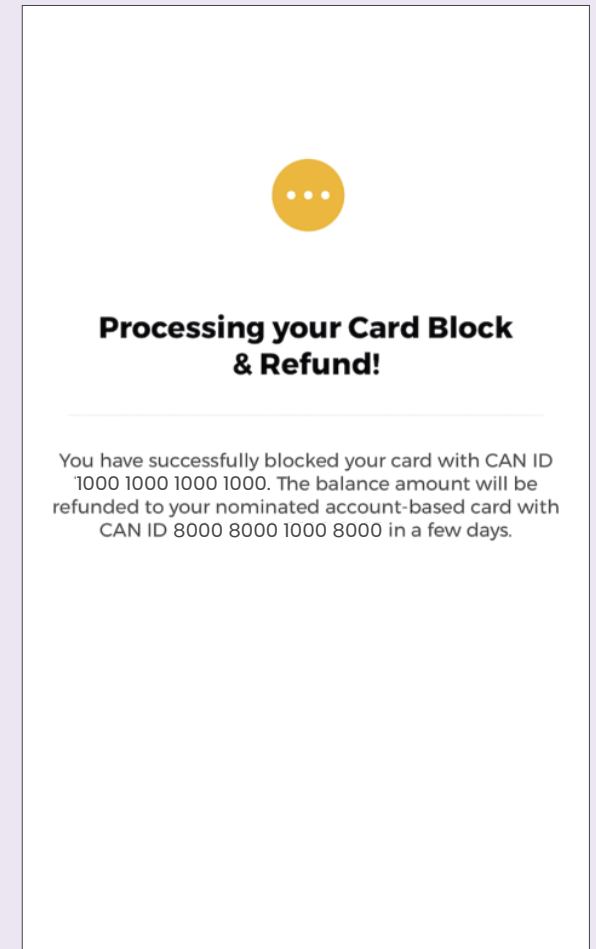 Processing your Card Block
& Refund!
You have successfully blocked your card with CAN ID
1000 1000 1000 1000. The balance amount will be
refunded to your nominated account-based card with
CAN ID 8000 8000 1000 8000 in a few days.